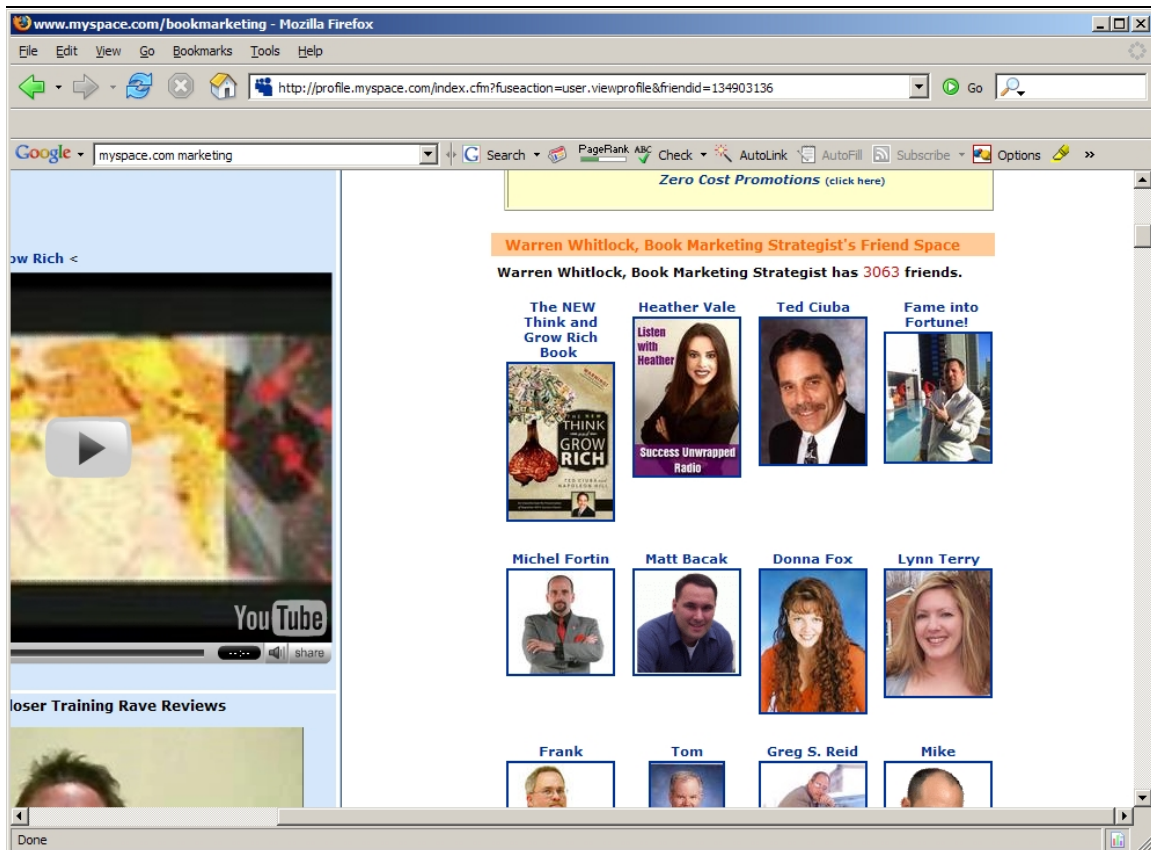 www.myspace.com/bookmarketing - Mozilla Firefox
File Edit View Go Bookmarks Tools Help
http://profile.myspace.com/index.cfm?fuseaction=user.viewprofile&friendid=134903136 Go
Google myspace.com marketing Search PageRank ABC Check AutoLink AutoFill Subscribe Options »
Zero Cost Promotions (click here)
Warren Whitlock, Book Marketing Strategist's Friend Space
ow Rich <
Warren Whitlock, Book Marketing Strategist has 3063 friends.
The NEW
Think and
Grow Rich
Book
Heather Vale
Ted Ciuba
Fame into
Fortune!
THE NEW
THINK
GROW
RICH
TED CIUBA and
NAPOLEON HILL
Listen
with
Heather
Success Unwrapped
Radio
Michel Fortin Matt Bacak Donna Fox Lynn Terry
YouTube
--:-- share
loser Training Rave Reviews
Frank Tom Greg S. Reid Mike
Done